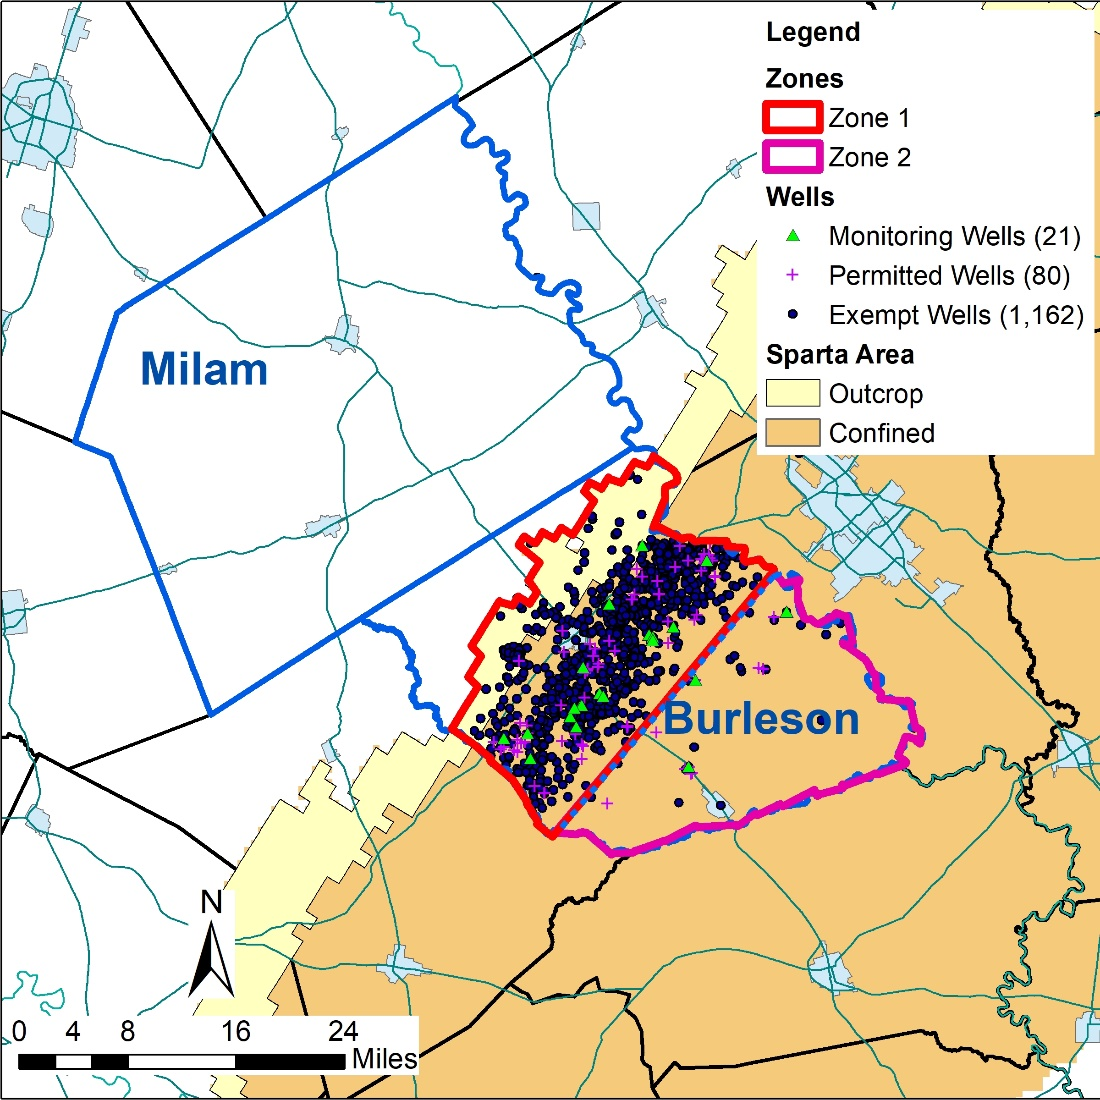 Legend
Zones
Zone 1
Zone 2
Wells
Monitoring Wells (21)
Permitted Wells (80)
Exempt Wells (1,162)
Sparta Area
Outcrop
Confined
Milam
Burleson
N
0 4 8 16 24
Miles